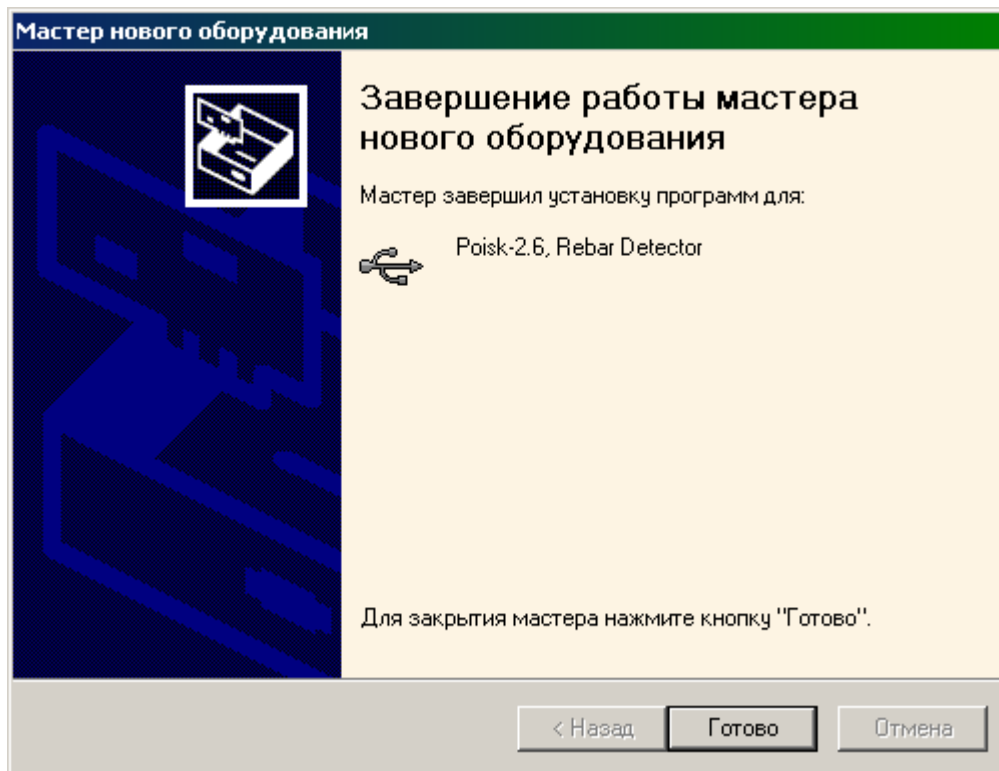 Мастер нового оборудования
Завершение работы мастера
нового оборудования
Мастер завершил установку программ для:
Poisk-2.6, Rebar Detector
Для закрытия мастера нажмите кнопку "Готово".
< Назад
Готово
Отмена